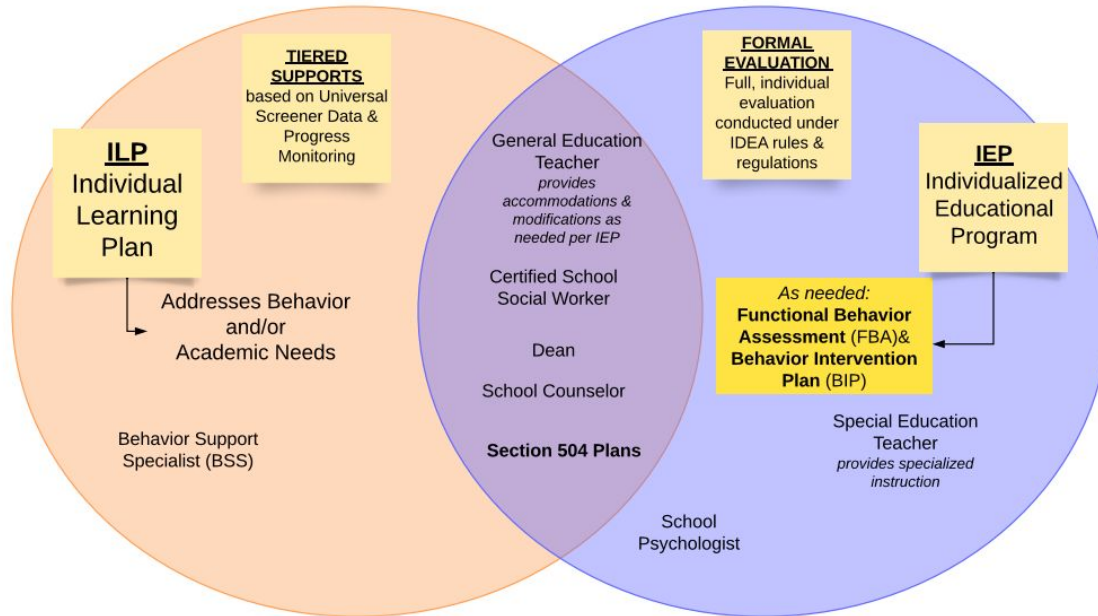 TIERED
SUPPORTS
based on Universal
Screener Data &
Progress
Monitoring
ILP
Individual
Learning
Plan
Addresses Behavior
and/or
Academic Needs
Behavior Support
Specialist (BSS)
General Education
Teacher
provides
accommodations &
modifications as
needed per IEP
Certified School
Social Worker
Dean
School Counselor
Section 504 Plans
FORMAL
EVALUATION
Full, individual
evaluation
conducted under
IDEA rules &
regulations
IEP
Individualized
Educational
Program
As needed:
Functional Behavior
Assessment (FBA)&
Behavior Intervention
Plan (BIP)
Special Education
Teacher
provides specialized
instruction
School
Psychologist